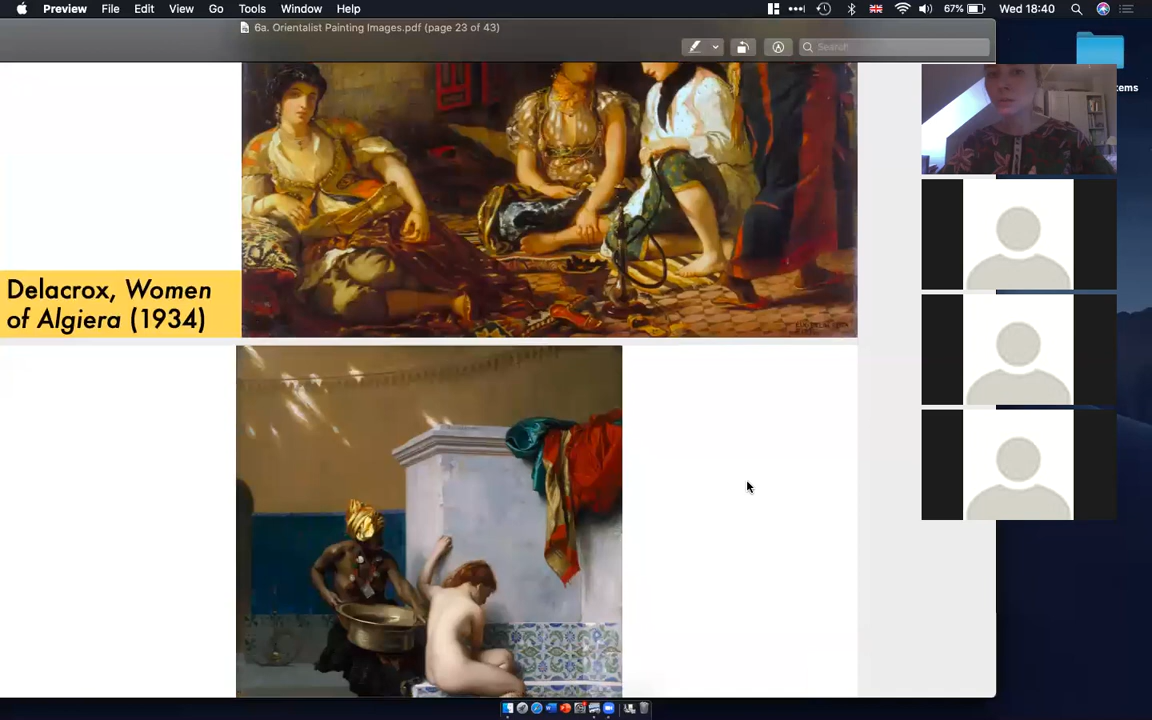 Preview File Edit View Go Tools Window Help
67% Wed 18:40
6a. Orientalist Painting Images.pdf (page 23 of 43)
Search
tems
Delacrox, Women
of Algiera (1934)